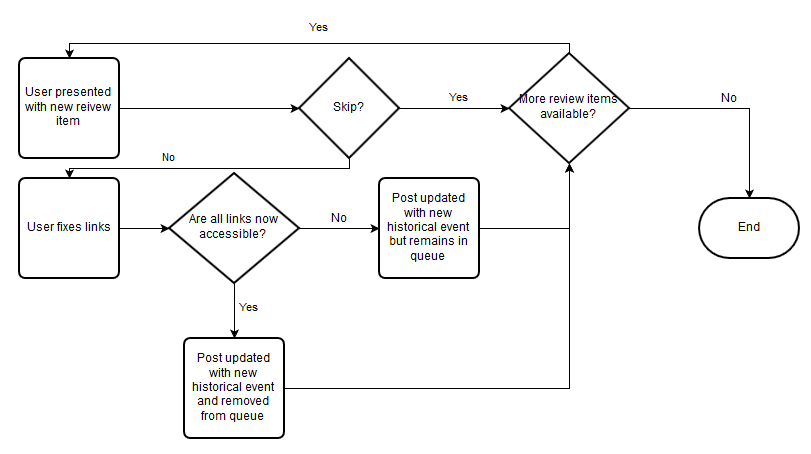 Yes
User presented
with new reivew
item
Skip?
Yes
More review items
available?
No
No
User fixes links
Are all links now
accessible?
No
Post updated
with new
historical event
but remains in
queue
End
Yes
Post updated
with new
historical event
and removed
from queue